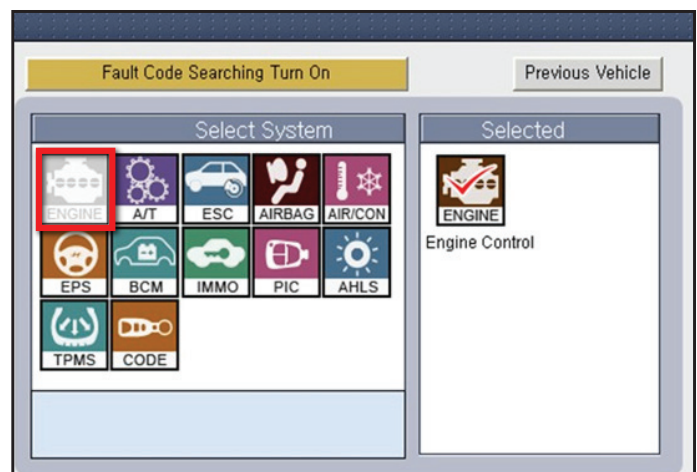 Fault Code Searching Turn On
Previous Vehicle
Select System
Selected
ENGINE
A/T
ESC
AIRBAG
AIR/CON
EPS
BCM
IMMO
PIC
AHLS
TPMS
CODE
ENGINE
Engine Control